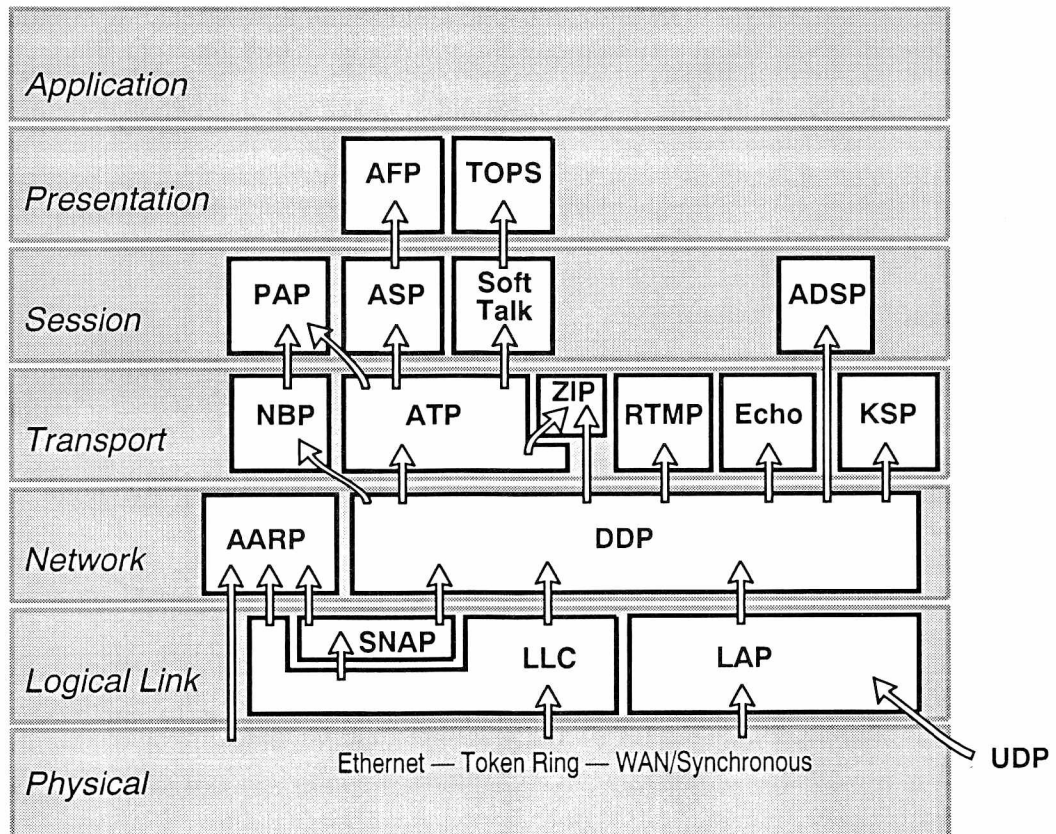 Application
Presentation
AFP
TOPS
Session
PAP
ASP
Soft
Talk
ADSP
Transport
NBP
ATP
ZIP
RTMP
Echo
KSP
Network
AARP
DDP
Logical Link
SNAP
LLC
LAP
Physical
Ethernet — Token Ring — WAN/Synchronous
UDP